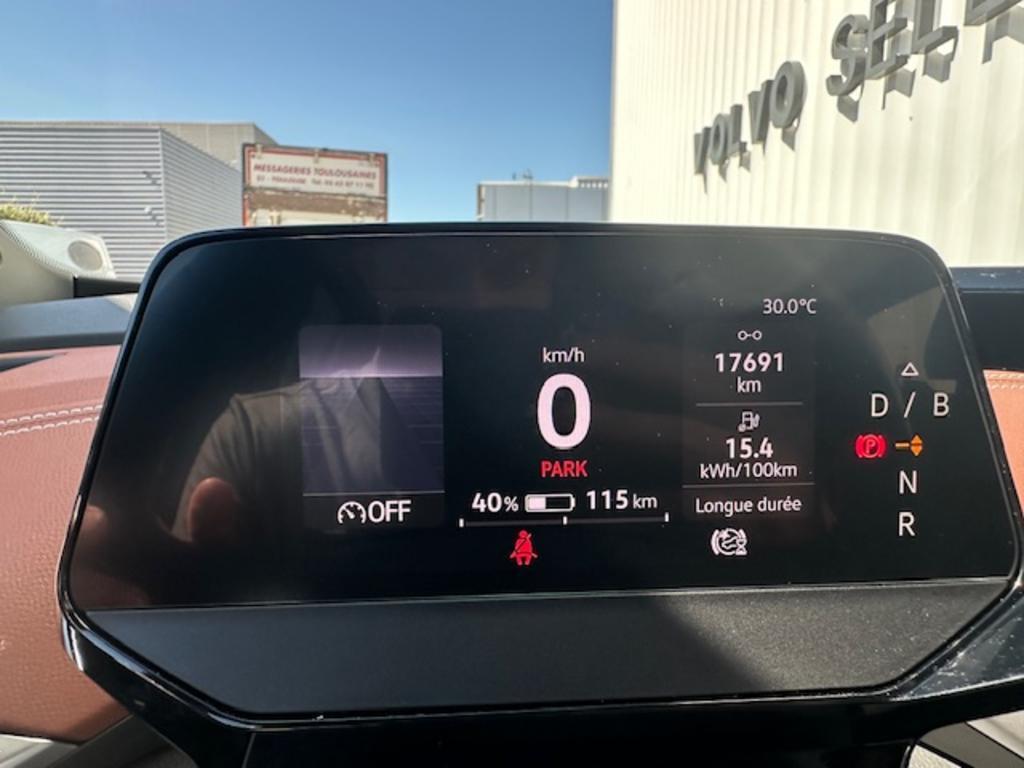 VOLVO SELE
MESSAGERIES TOULOUSAINES
30.0°C
km/h
0
PARK
17691
km
15.4
kWh/100km
Longue durée
OFF
40% 115 km
D / B
P
N
R